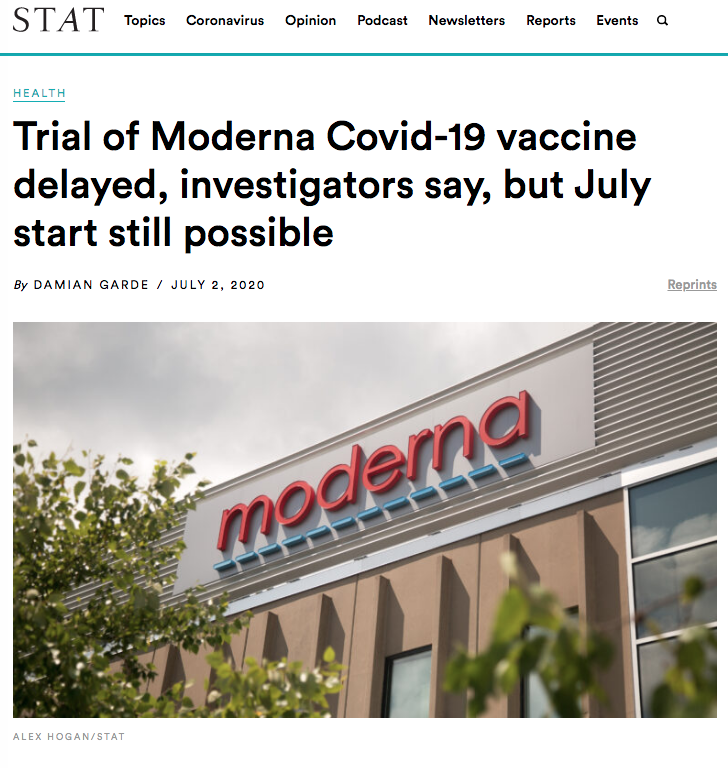 STAT Topics Coronavirus Opinion Podcast Newsletters Reports Events
HEALTH
Trial of Moderna Covid-19 vaccine
delayed, investigators say, but July
start still possible
By DAMIAN GARDE / JULY 2, 2020 Reprints
moderna
ALEX HOGAN/STAT